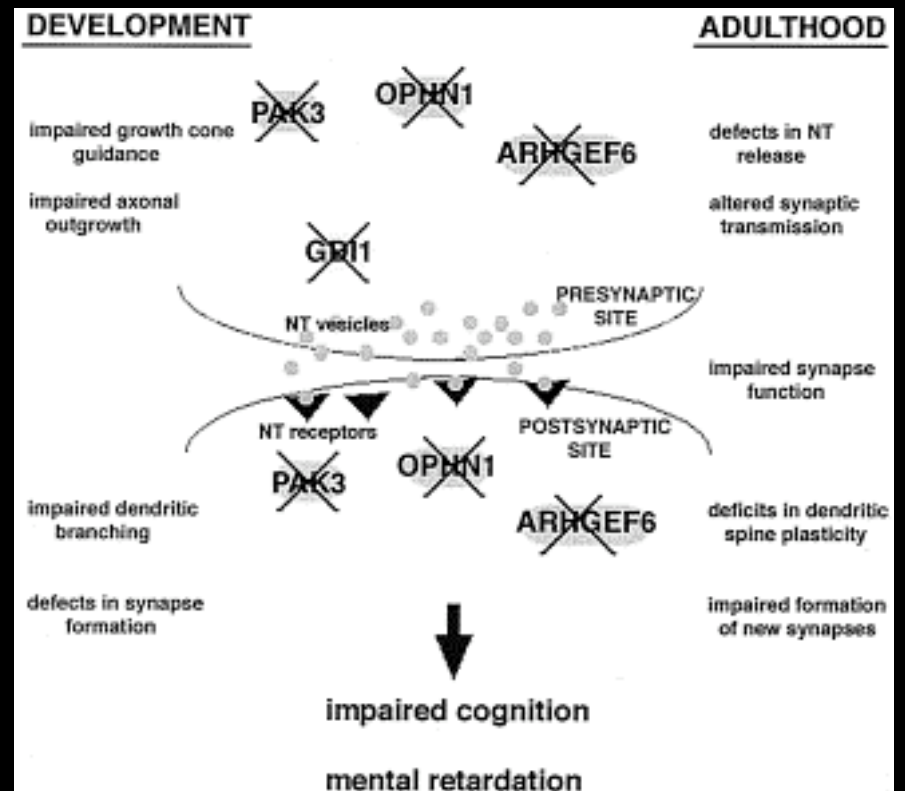 DEVELOPMENT
ADULTHOOD
PAK3
OPHN1
ARHGEF6
impaired growth cone
guidance
defects in NT
release
impaired axonal
outgrowth
altered synaptic
transmission
GDI1
PRESYNAPTIC
SITE
NT vesicles
impaired synapse
function
NT receptors
POSTSYNAPTIC
SITE
PAK3
OPHN1
ARHGEF6
impaired dendritic
branching
deficits in dendritic
spine plasticity
defects in synapse
formation
impaired formation
of new synapses
impaired cognition
mental retardation